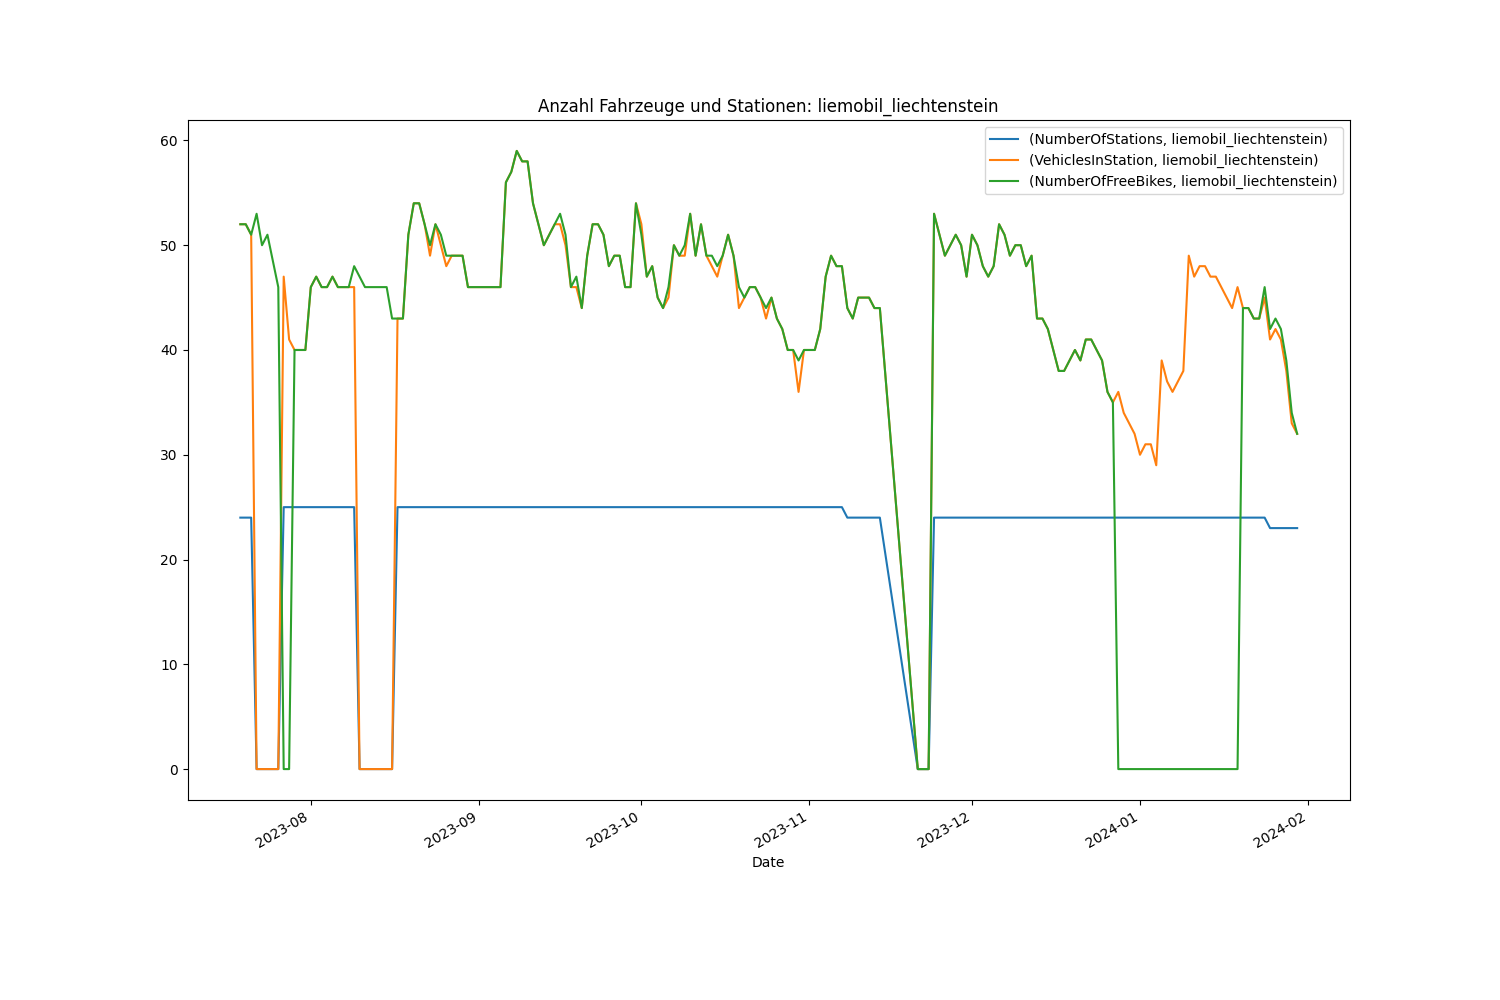 Anzahl Fahrzeuge und Stationen: liemobil_liechtenstein
(NumberOfStations, liemobil_liechtenstein)
(VehiclesInStation, liemobil_liechtenstein)
(NumberOfFreeBikes, liemobil_liechtenstein)
60
50
40
30
20
10
0
2023-08
2023-09
2023-10
2023-11
2023-12
2024-01
2024-02
Date